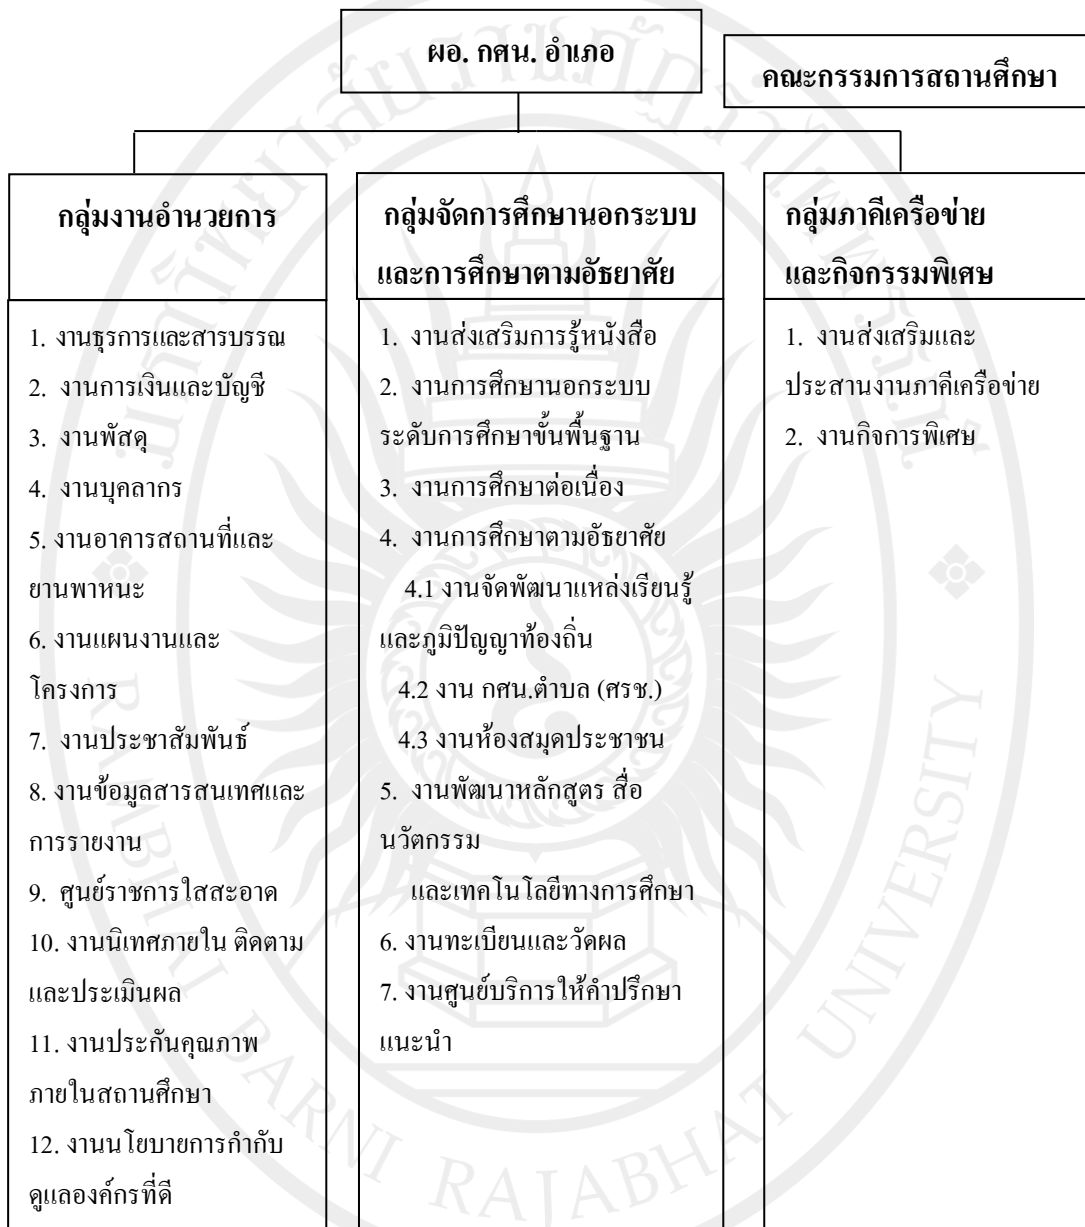 ผอ. กศน. อำเภอ
คณะกรรมการสถานศึกษา
กลุ่มงานอำนวยการ
1. งานธุรการและสารบรรณ
2. งานการเงินและบัญชี
3. งานพัสดุ
4. งานบุคลากร
5. งานอาคารสถานที่และ
ยานพาหนะ
6. งานแผนงานและ
โครงการ
7. งานประชาสัมพันธ์
8. งานข้อมูลสารสนเทศและ
การรายงาน
9. ศูนย์ราชการใสสะอาด
10. งานนิเทศภายใน ติดตาม
และประเมินผล
11. งานประกันคุณภาพ
ภายในสถานศึกษา
12. งานนโยบายการกำกับ
ดูแลองค์กรที่ดี
กลุ่มจัดการศึกษานอกระบบ
และการศึกษาตามอัธยาศัย
1. งานส่งเสริมการรู้หนังสือ
2. งานการศึกษานอกระบบ
ระดับการศึกษาขั้นพื้นฐาน
3. งานการศึกษาต่อเนื่อง
4. งานการศึกษาตามอัธยาศัย
4.1 งานจัดพัฒนาแหล่งเรียนรู้
และภูมิปัญญาท้องถิ่น
4.2 งาน กศน.ตำบล (ศรช.)
4.3 งานห้องสมุดประชาชน
5. งานพัฒนาหลักสูตร สื่อ
นวัตกรรม
และเทคโนโลยีทางการศึกษา
6. งานทะเบียนและวัดผล
7. งานศูนย์บริการให้คำปรึกษา
แนะนำ
กลุ่มภาคีเครือข่าย
และกิจกรรมพิเศษ
1. งานส่งเสริมและ
ประสานงานภาคีเครือข่าย
2. งานกิจการพิเศษ
มหาวิทยาลัยราชภัฏรำไพพรรณี
RAMBHAI BARNI RAJABHAT UNIVERSITY